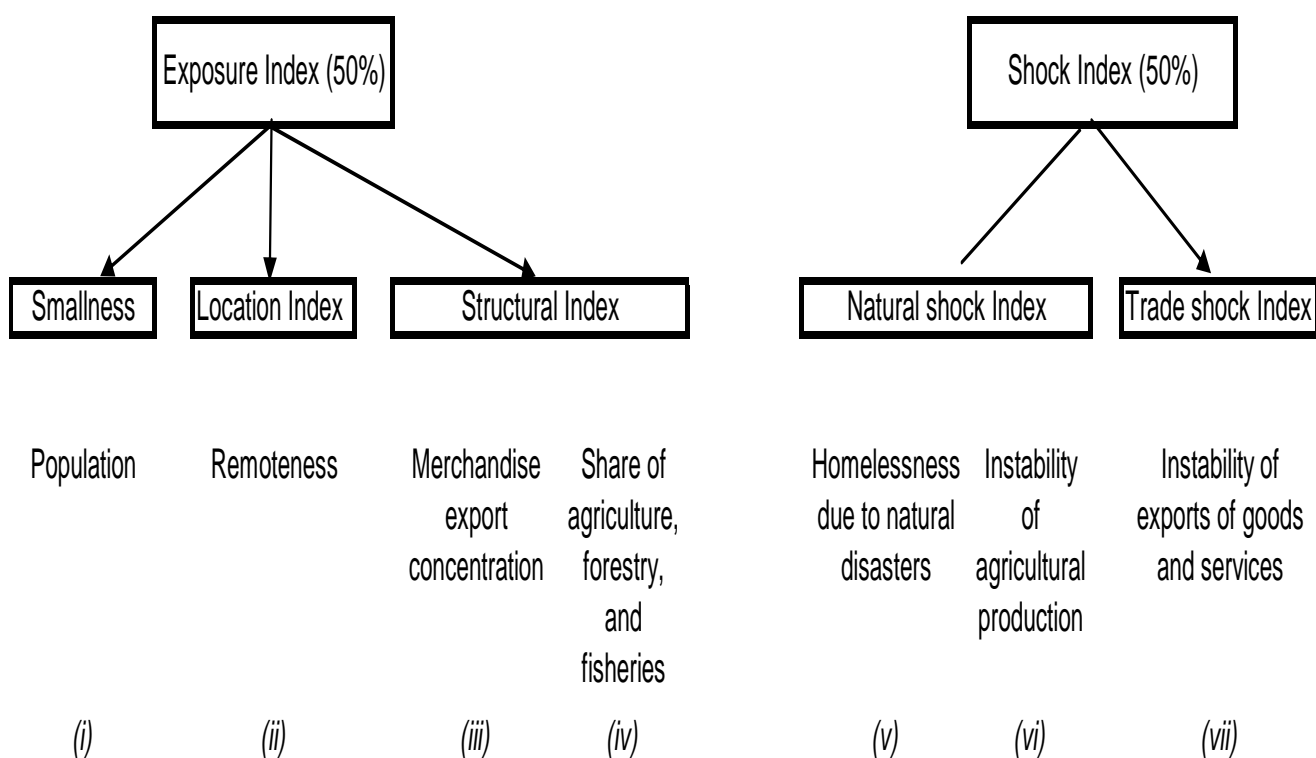 Exposure Index (50%)
Shock Index (50%)
Smallness
Location Index
Structural Index
Natural shock Index
Trade shock Index
Population
Remoteness
Merchandise
export
concentration
Share of
agriculture,
forestry,
and
fisheries
Homelessness
due to natural
disasters
Instability
of
agricultural
production
Instability of
exports of goods
and services
(i)
(ii)
(iii)
(iv)
(v)
(vi)
(vii)